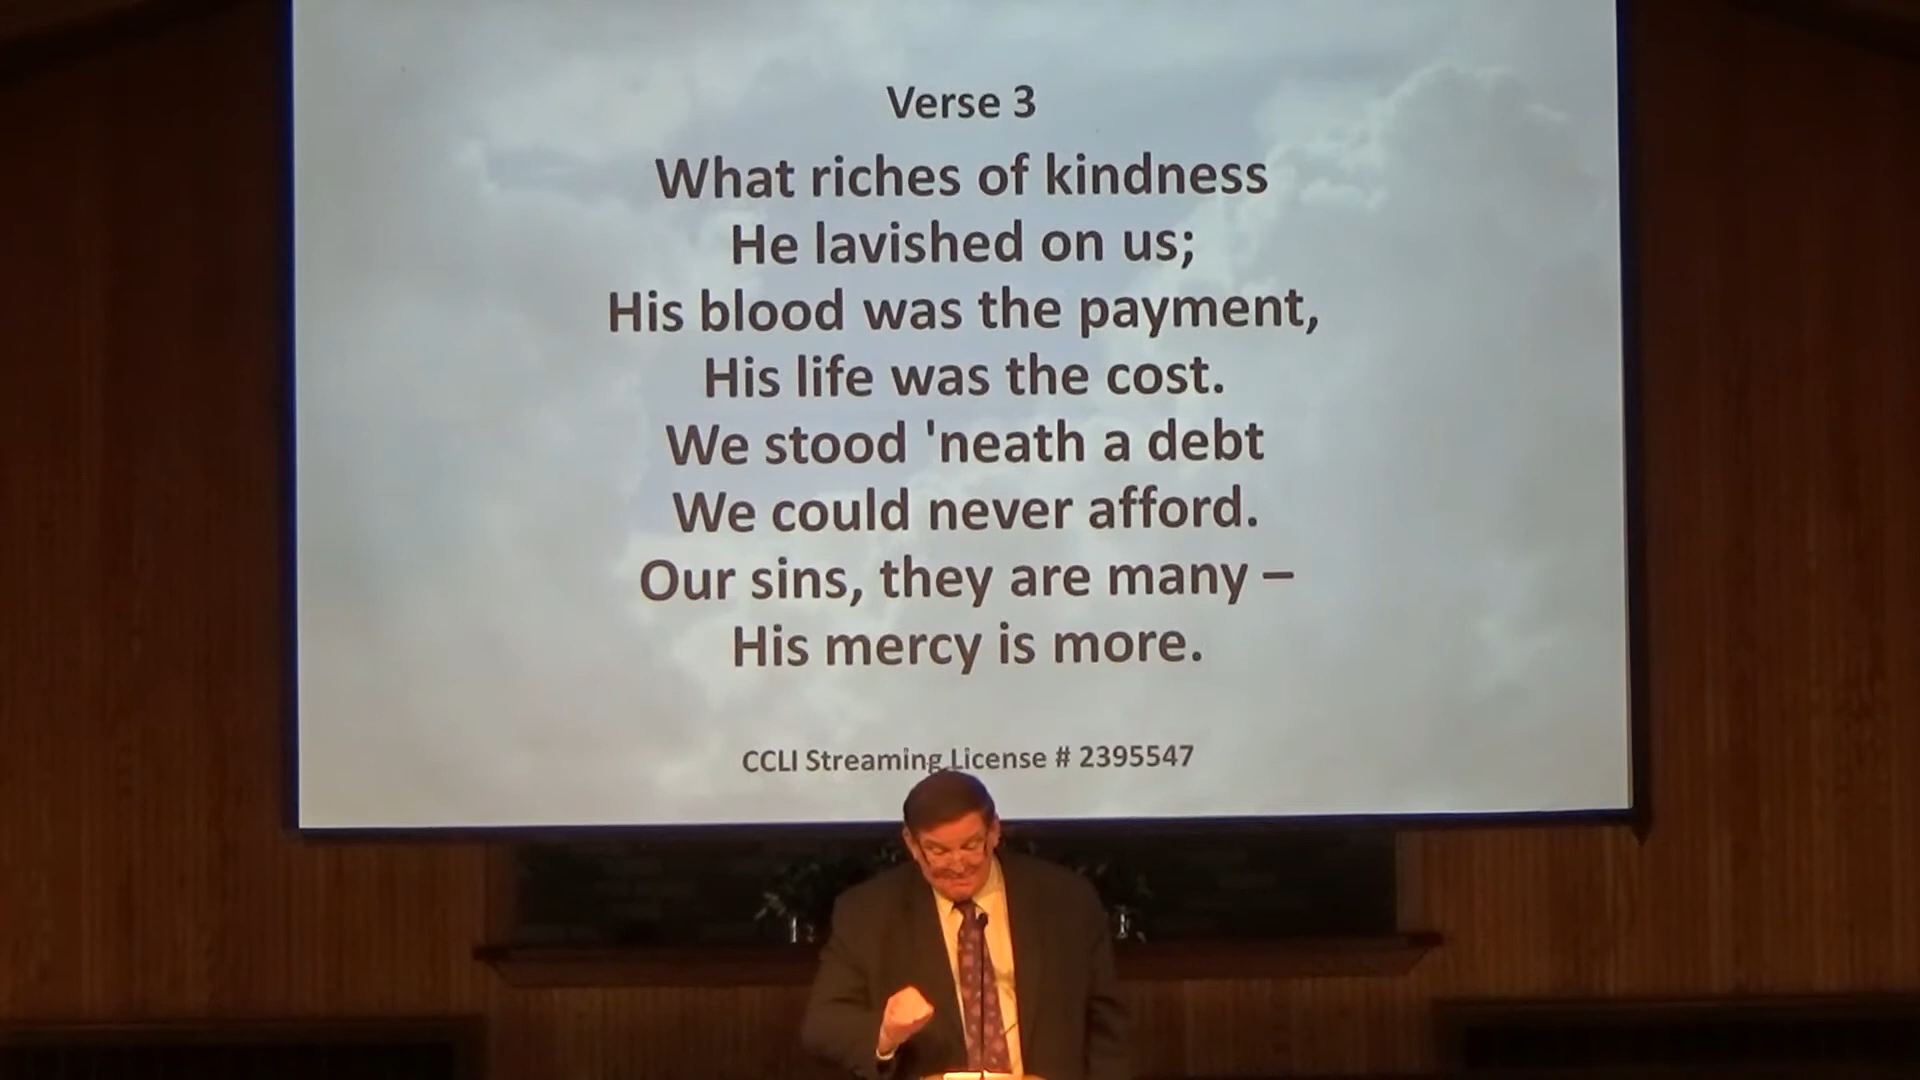 Verse 3
What riches of kindness
He lavished on us;
His blood was the payment,
His life was the cost.
We stood 'neath a debt
We could never afford.
Our sins, they are many –
His mercy is more.
CCLI Streaming License # 2395547